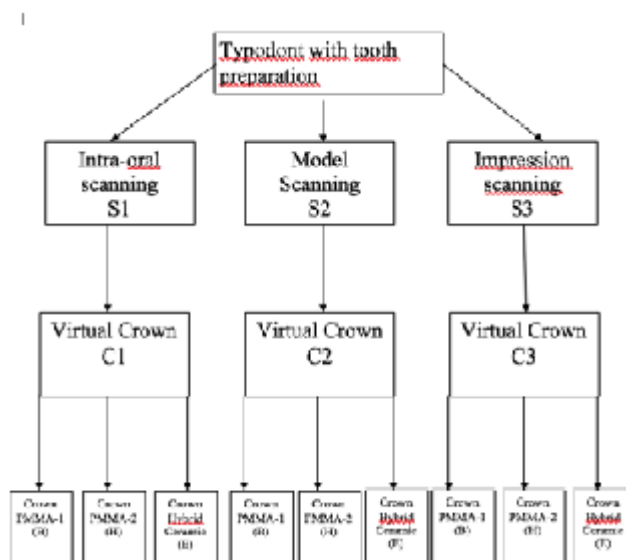 Typodont with tooth
preparation
Intra-oral
scanning
S1
Model
Scanning
S2
Impression
scanning
S3
Virtual Crown
C1
Virtual Crown
C2
Virtual Crown
C3
Crown
PMMA-1
Crown
PMMA-2
Crown
Hybrid
Ceramic
Crown
PMMA-1
Crown
PMMA-2
Crown
Hybrid
Ceramic
Crown
PMMA-1
Crown
PMMA-2
Crown
Hybrid
Ceramic